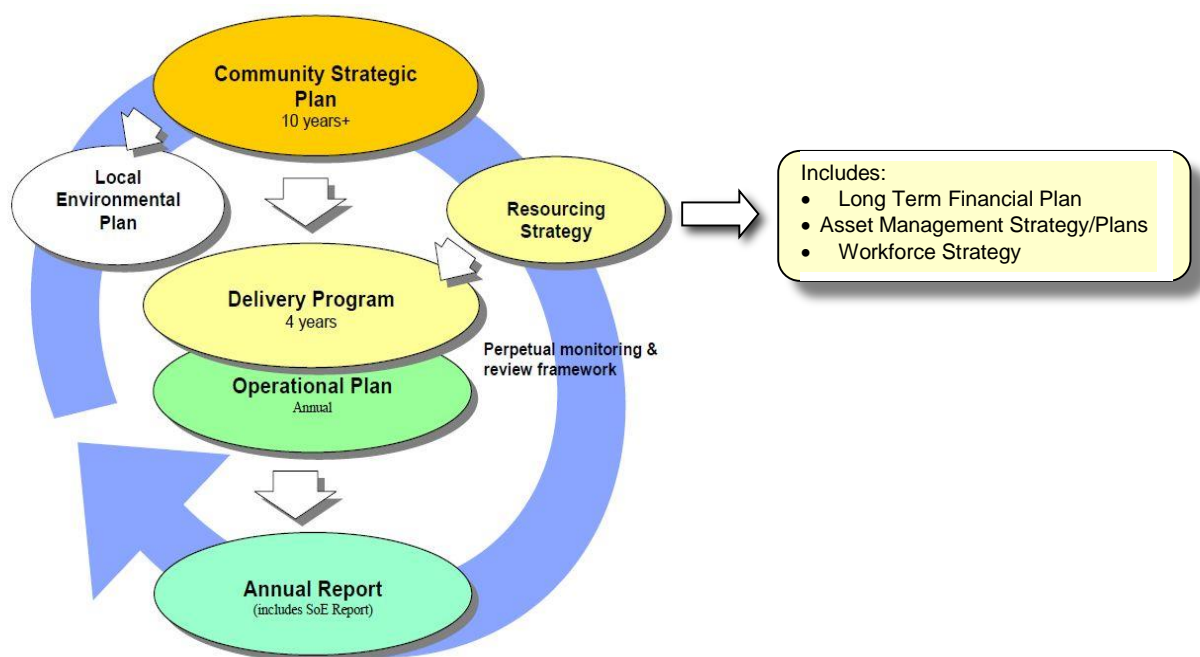 Community Strategic
Plan
10 years+
Local
Environmental
Plan
Resourcing
Strategy
Includes:
• Long Term Financial Plan
• Asset Management Strategy/Plans
• Workforce Strategy
Delivery Program
4 years
Perpetual monitoring &
review framework
Operational Plan
Annual
Annual Report
(includes SoE Report)